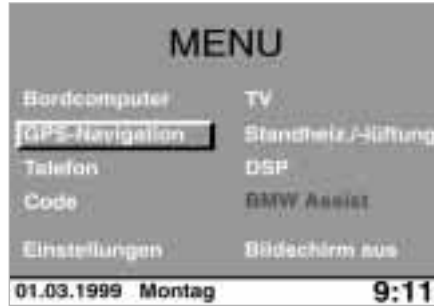 MENU
Bordcomputer
GPS-Navigation
Telefon
Code
Einstellungen
TV
Standheiz./-lüftung
DSP
BMW Assist
Bildschirm aus
01.03.1999 Montag 9:11